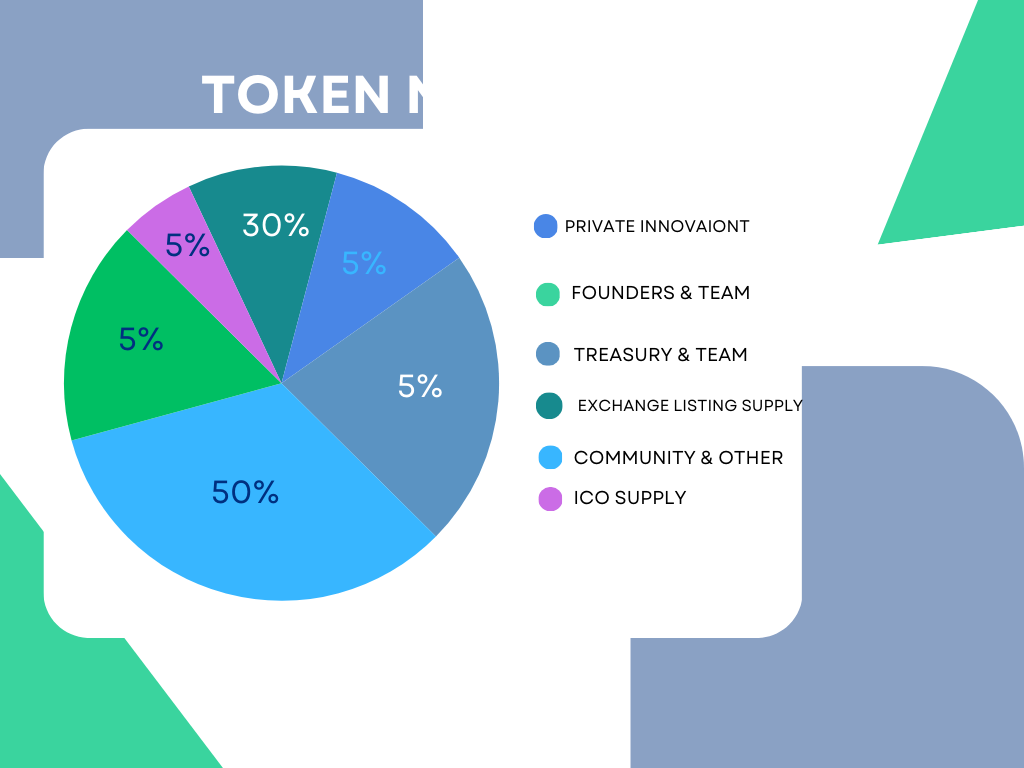 TOKEN
30%
5%
5%
5%
5%
50%
PRIVATE INNOVAIONT
FOUNDERS & TEAM
TREASURY & TEAM
EXCHANGE LISTING SUPPLY
COMMUNITY & OTHER
ICO SUPPLY